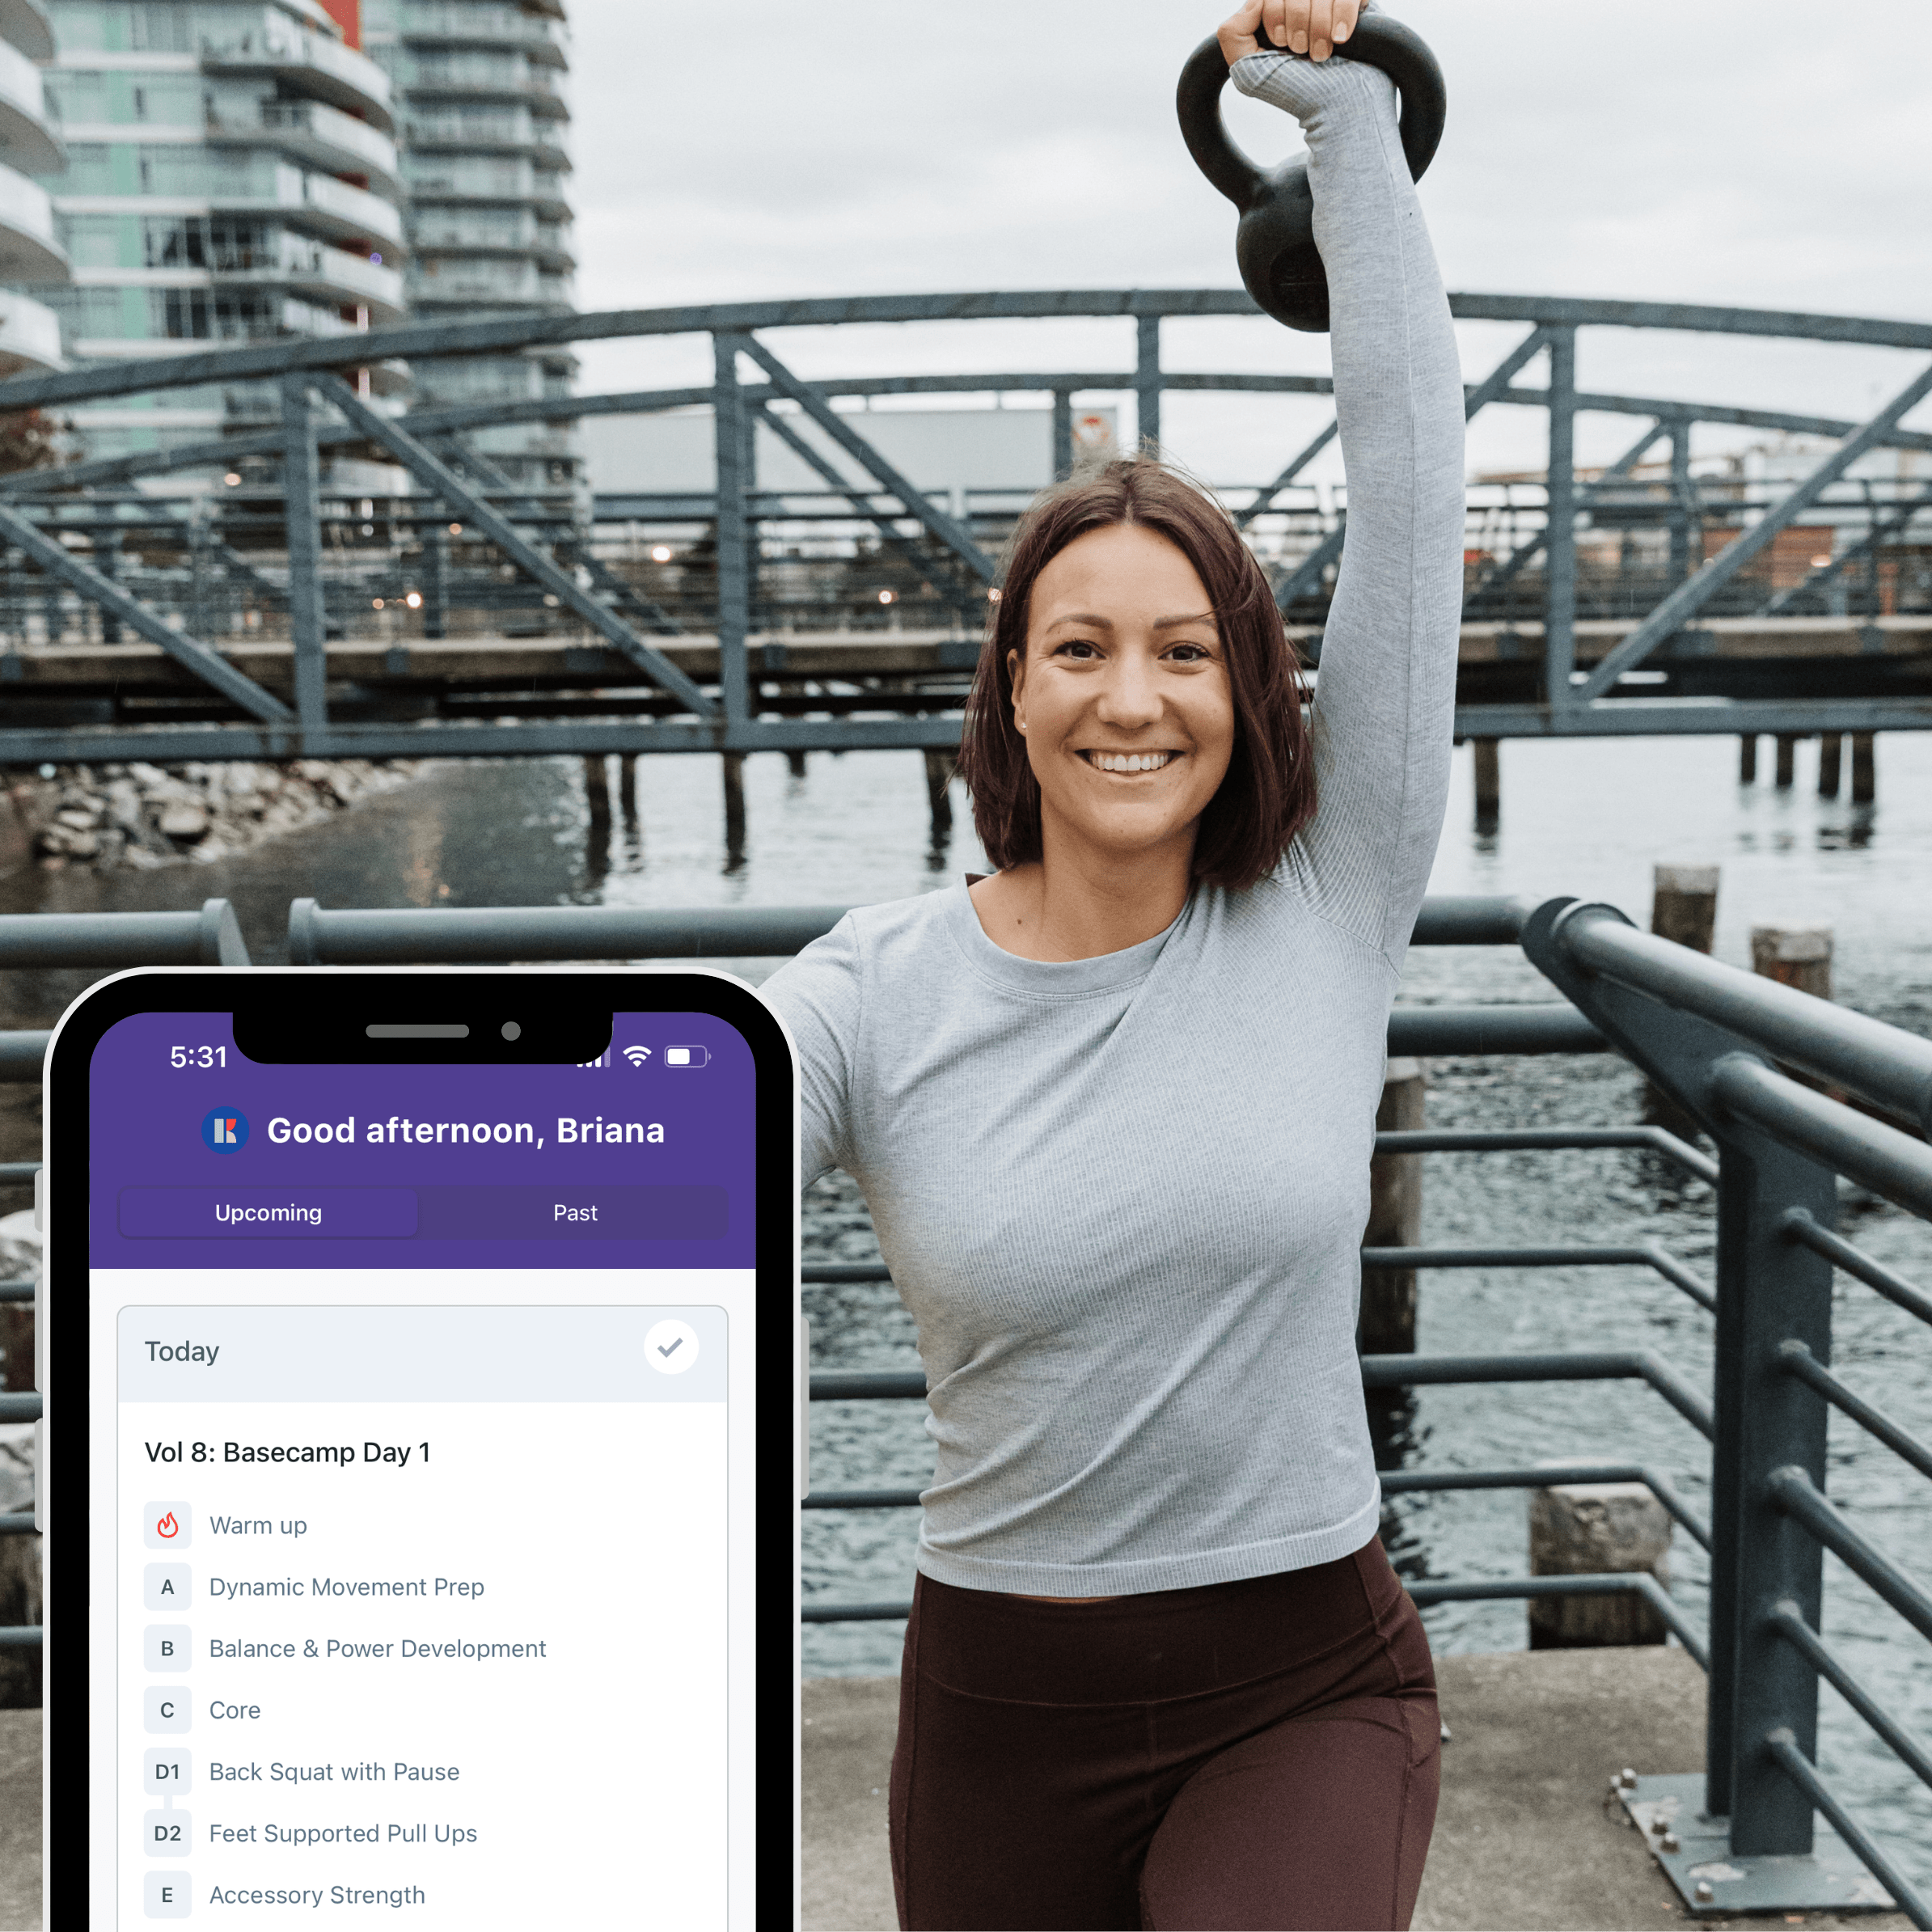 5:31
Good afternoon, Briana
Upcoming
Past
Today
Vol 8: Basecamp Day 1
Warm up
A Dynamic Movement Prep
B Balance & Power Development
C Core
D1 Back Squat with Pause
D2 Feet Supported Pull Ups
E Accessory Strength